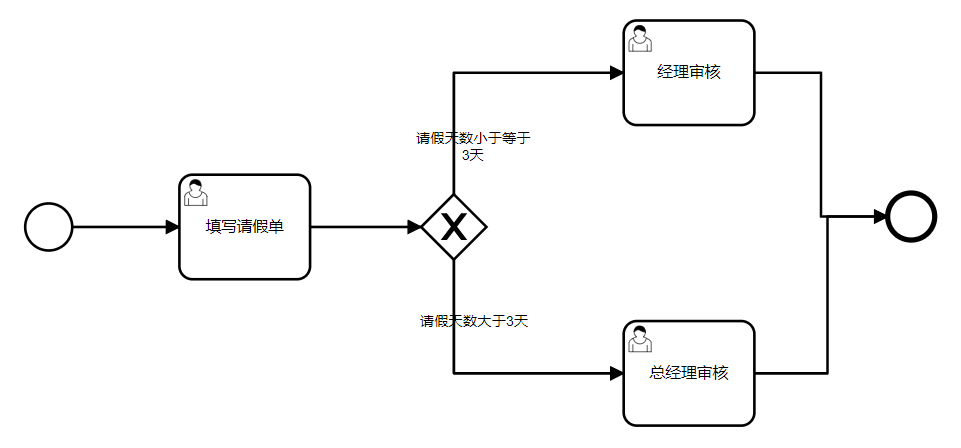 经理审核
请假天数小于等于
3天
填写请假单
请假天数大于3天
总经理审核